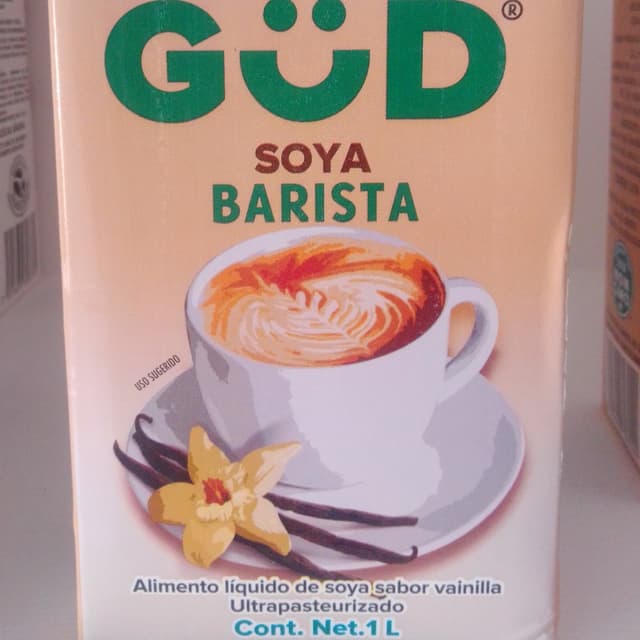 GÜD®
SOYA
BARISTA
USO SUGERIDO
Alimento líquido de soya sabor vainilla
Ultrapasteurizado
Cont. Net.1 L